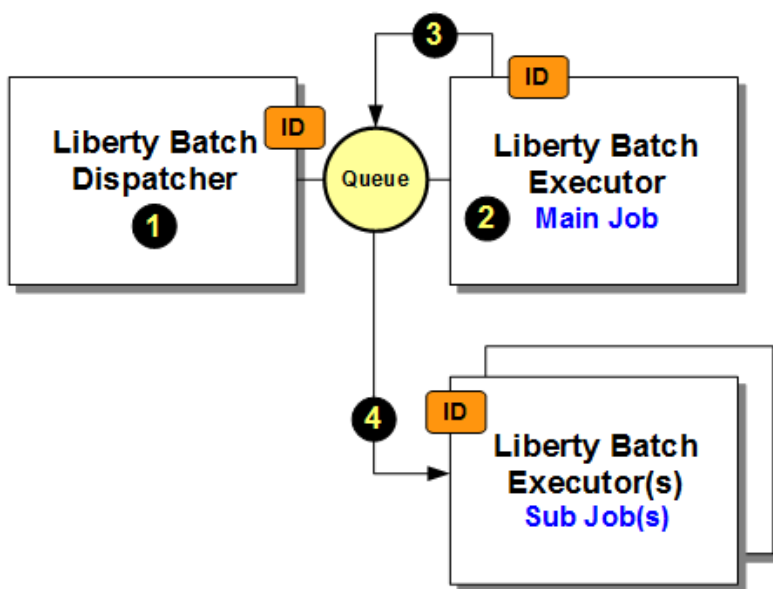 3
ID
ID
Liberty Batch
Dispatcher
1
Queue
Liberty Batch
Executor
Main Job
2
4
ID
Liberty Batch
Executor(s)
Sub Job(s)